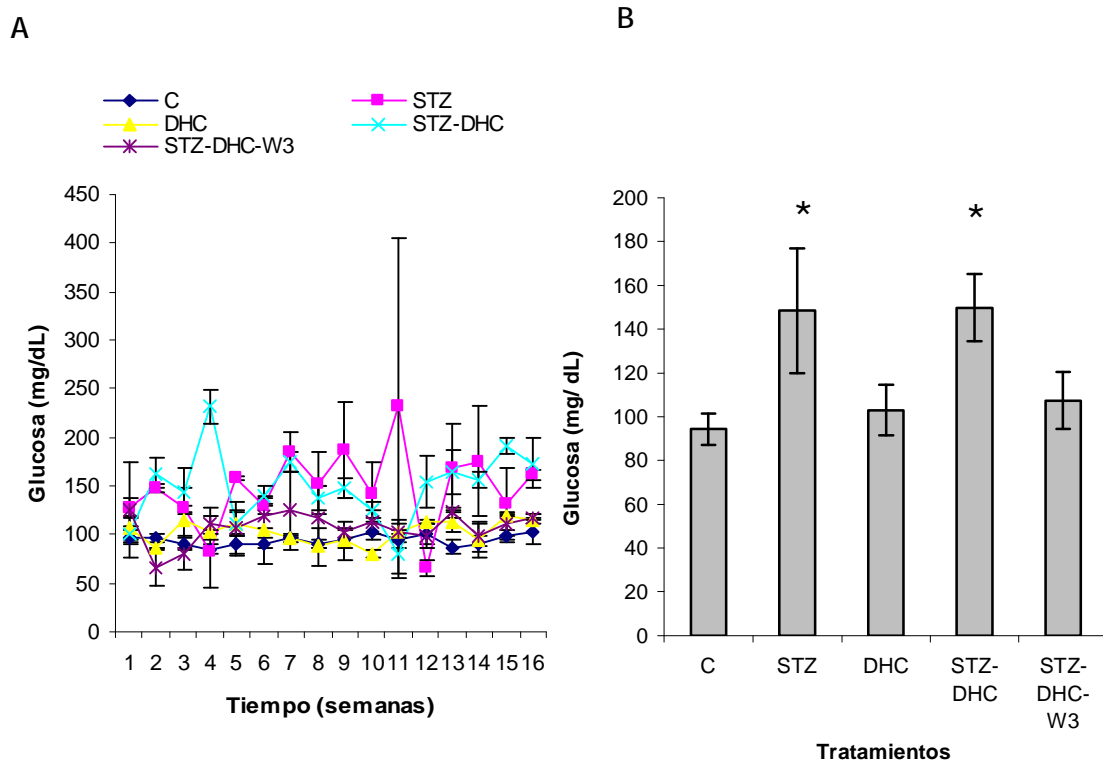 A
B
C
STZ
DHC
STZ-DHC
STZ-DHC-W3
450
400
350
300
250
200
150
100
50
0
Glucosa (mg/dL)
1 2 3 4 5 6 7 8 9 10 11 12 13 14 15 16
Tiempo (semanas)
200
180
160
140
120
100
80
60
40
20
0
Glucosa (mg/ dL)
*
*
C
STZ
DHC
STZ-
DHC
STZ-
DHC-
W3
Tratamientos